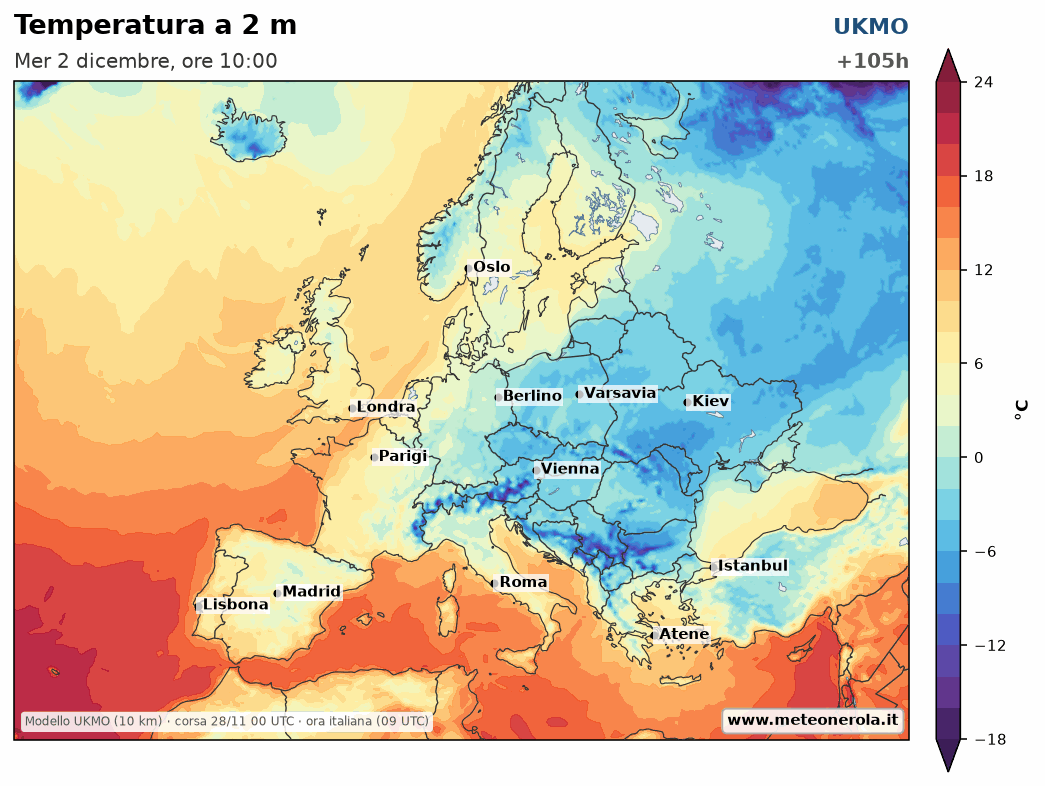 Temperatura a 2 m
UKMO
Mer 2 dicembre, ore 10:00
+105h
24
18
12
6
0
−6
−12
−18
°C
Oslo
Londra
Berlino
Varsavia
Kiev
Parigi
Vienna
Istanbul
Roma
Madrid
Lisbona
Atene
Modello UKMO (10 km) · corsa 28/11 00 UTC · ora italiana (09 UTC)
www.meteonerola.it